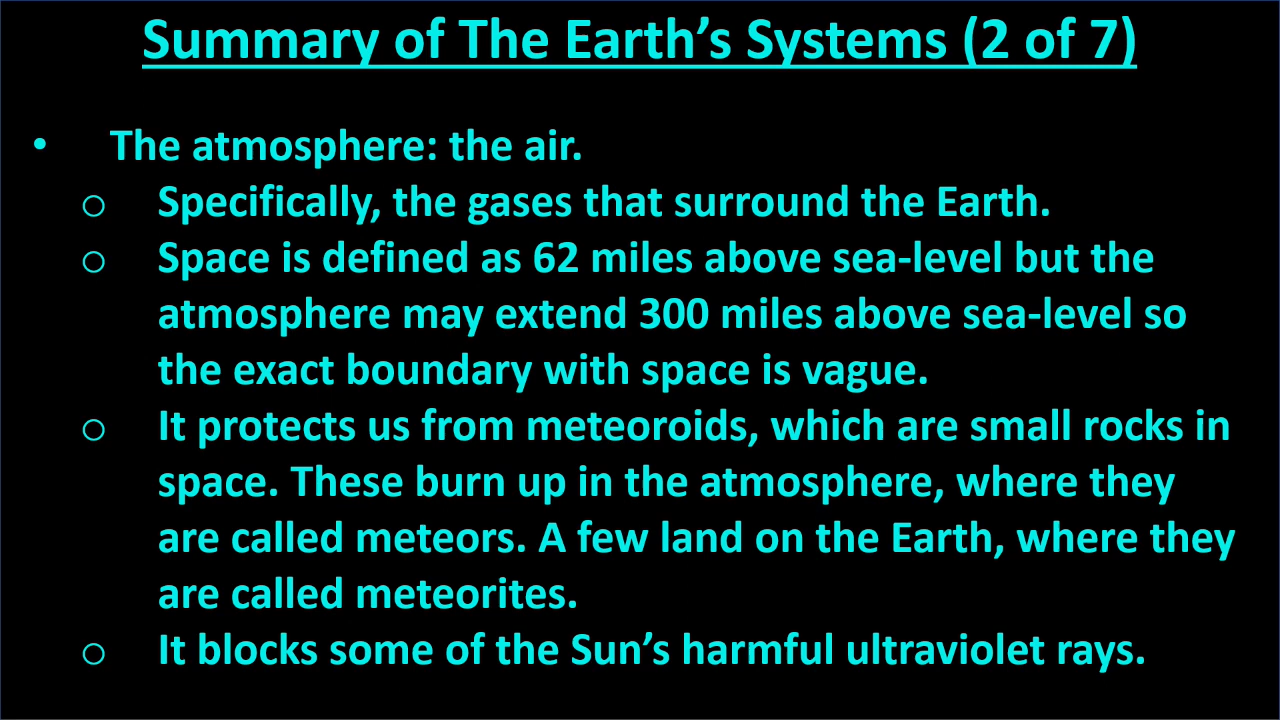 Summary of The Earth’s Systems (2 of 7)
• The atmosphere: the air.
o Specifically, the gases that surround the Earth.
o Space is defined as 62 miles above sea-level but the
atmosphere may extend 300 miles above sea-level so
the exact boundary with space is vague.
o It protects us from meteoroids, which are small rocks in
space. These burn up in the atmosphere, where they
are called meteors. A few land on the Earth, where they
are called meteorites.
o It blocks some of the Sun’s harmful ultraviolet rays.